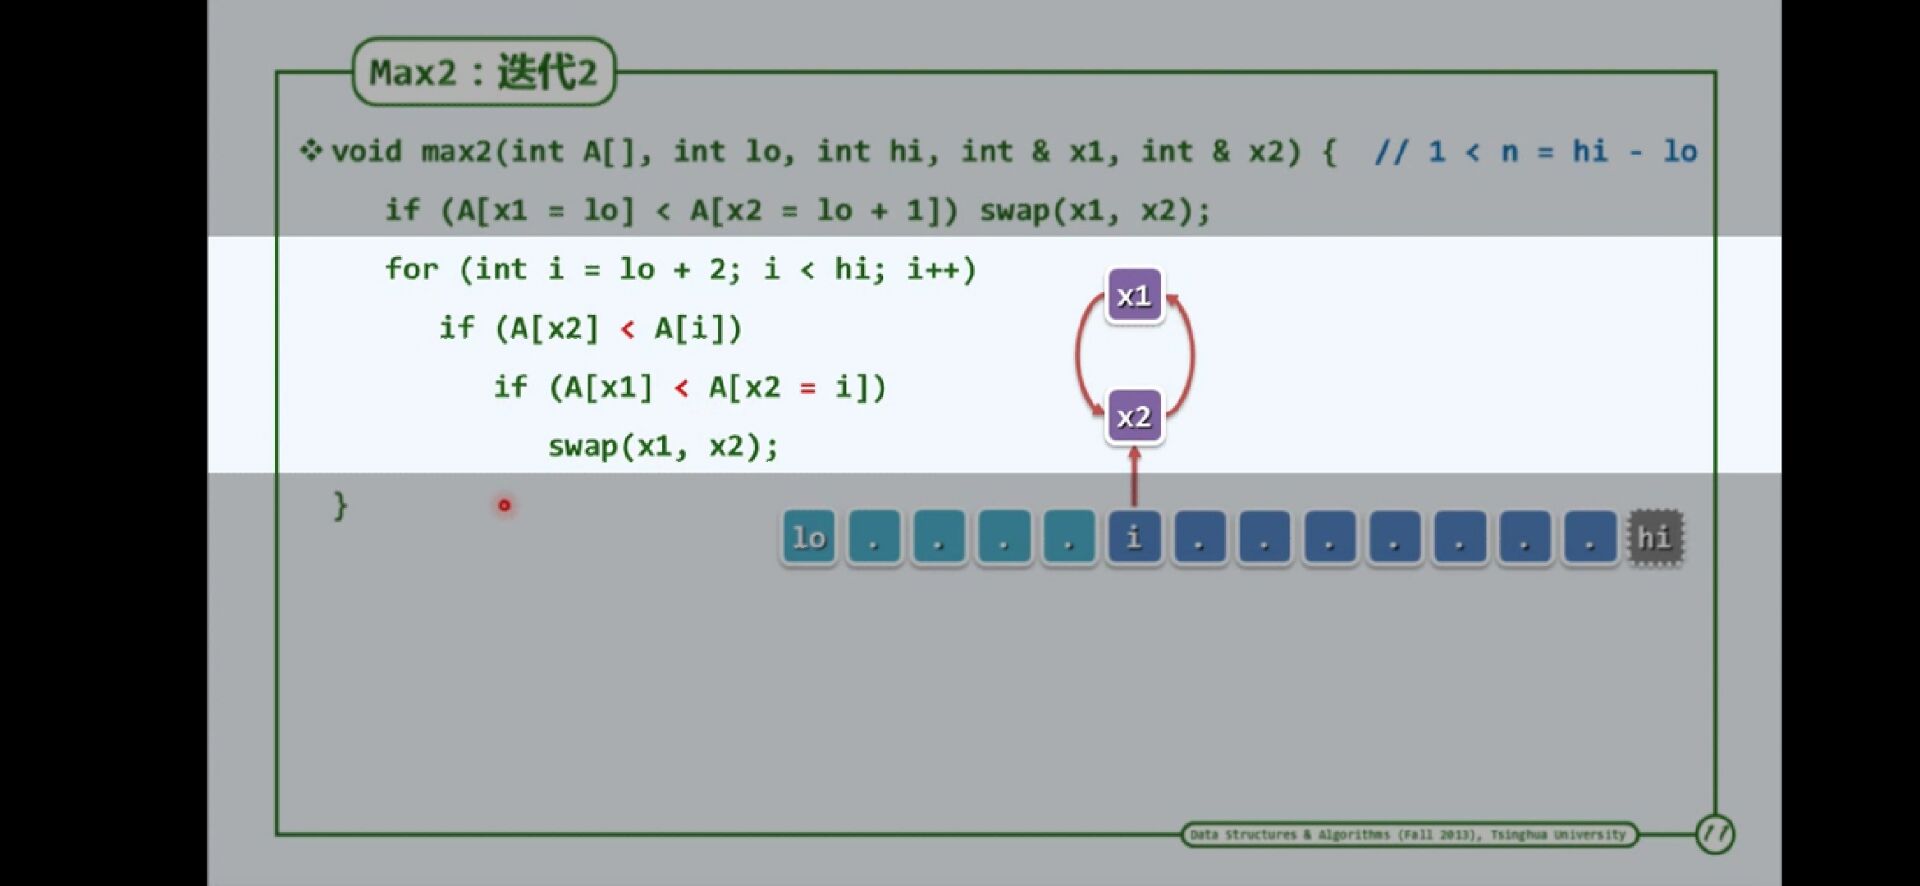 Max2：迭代2
❖void max2(int A[], int lo, int hi, int & x1, int & x2) {  // 1 < n = hi - lo
if (A[x1 = lo] < A[x2 = lo + 1]) swap(x1, x2);
for (int i = lo + 2; i < hi; i++)
if (A[x2] < A[i])
if (A[x1] < A[x2 = i])
swap(x1, x2);
}
x1
x2
lo . . . . i . . . . . . . hi
Data Structures & Algorithms (Fall 2013), Tsinghua University